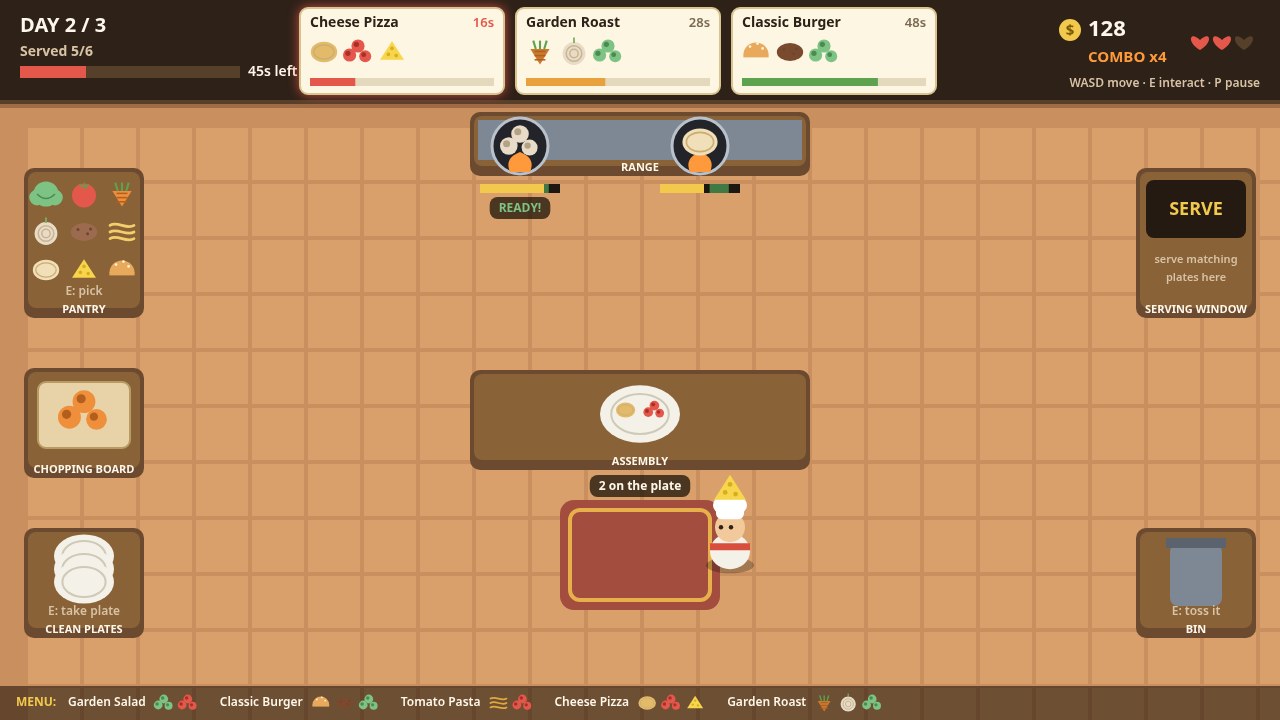 DAY 2 / 3
Served 5/6
45s left
Cheese Pizza 16s
Garden Roast 28s
Classic Burger 48s
$ 128
COMBO x4
WASD move · E interact · P pause
RANGE
READY!
E: pick
PANTRY
SERVE
serve matching
plates here
SERVING WINDOW
CHOPPING BOARD
ASSEMBLY
2 on the plate
E: take plate
CLEAN PLATES
E: toss it
BIN
MENU: Garden Salad Classic Burger Tomato Pasta Cheese Pizza Garden Roast